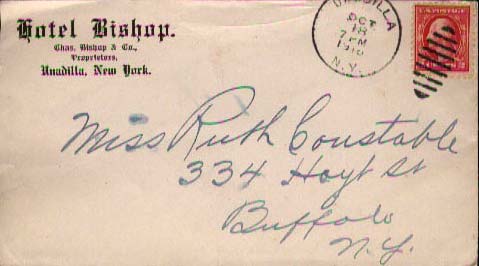 Hotel Bishop.
Chas. Bishop & Co.,
Proprietors,
Unadilla, New York.
UNADILLA
OCT
18
7 PM
N.Y.
Miss Ruth Constable
334 Hoyt St
Buffalo
N.Y.